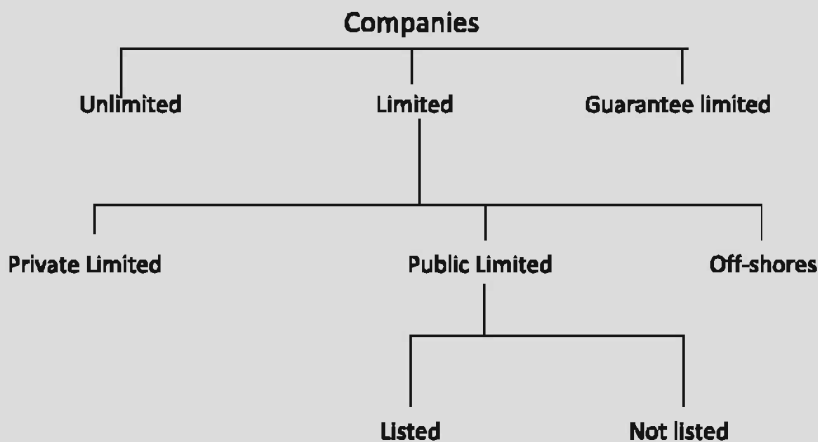 Companies
Unlimited
Limited
Guarantee limited
Private Limited
Public Limited
Off-shores
Listed
Not listed